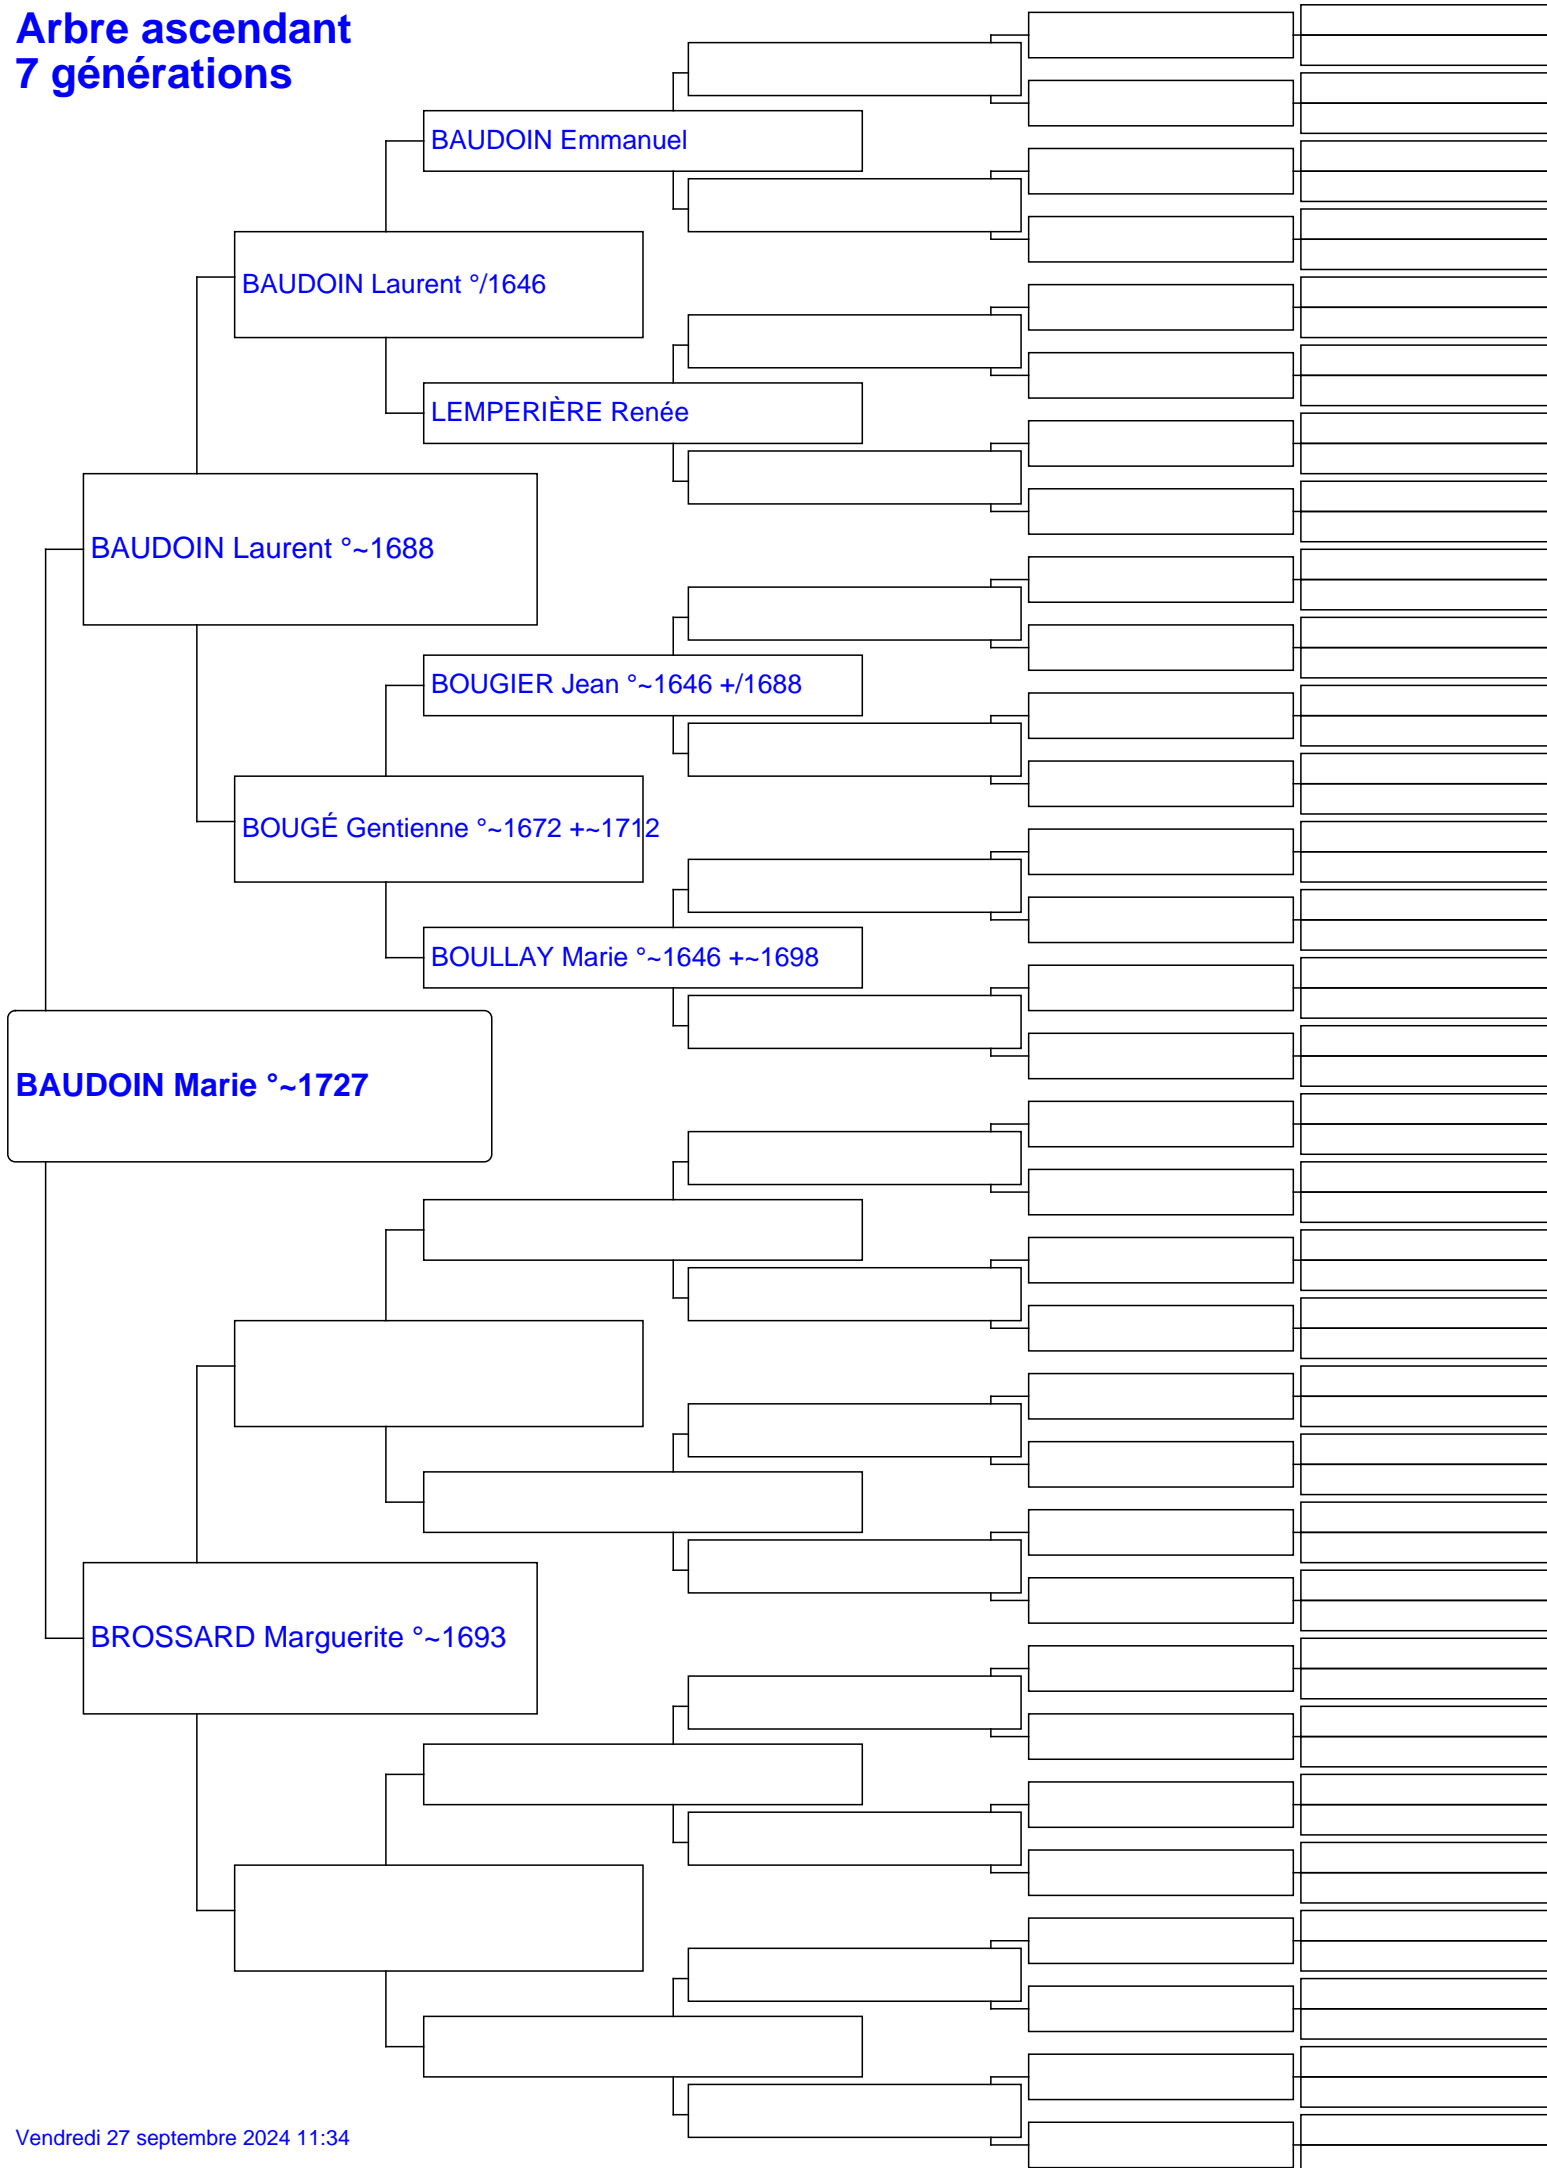 Arbre ascendant
7 générations
BAUDOIN Emmanuel
BAUDOIN Laurent °/1646
LEMPERIÈRE Renée
BAUDOIN Laurent °~1688
BOUGIER Jean °~1646 +/1688
BOUGÉ Gentienne °~1672 +~1712
BOULLAY Marie °~1646 +~1698
BAUDOIN Marie °~1727
BROSSARD Marguerite °~1693
Vendredi 27 septembre 2024 11:34